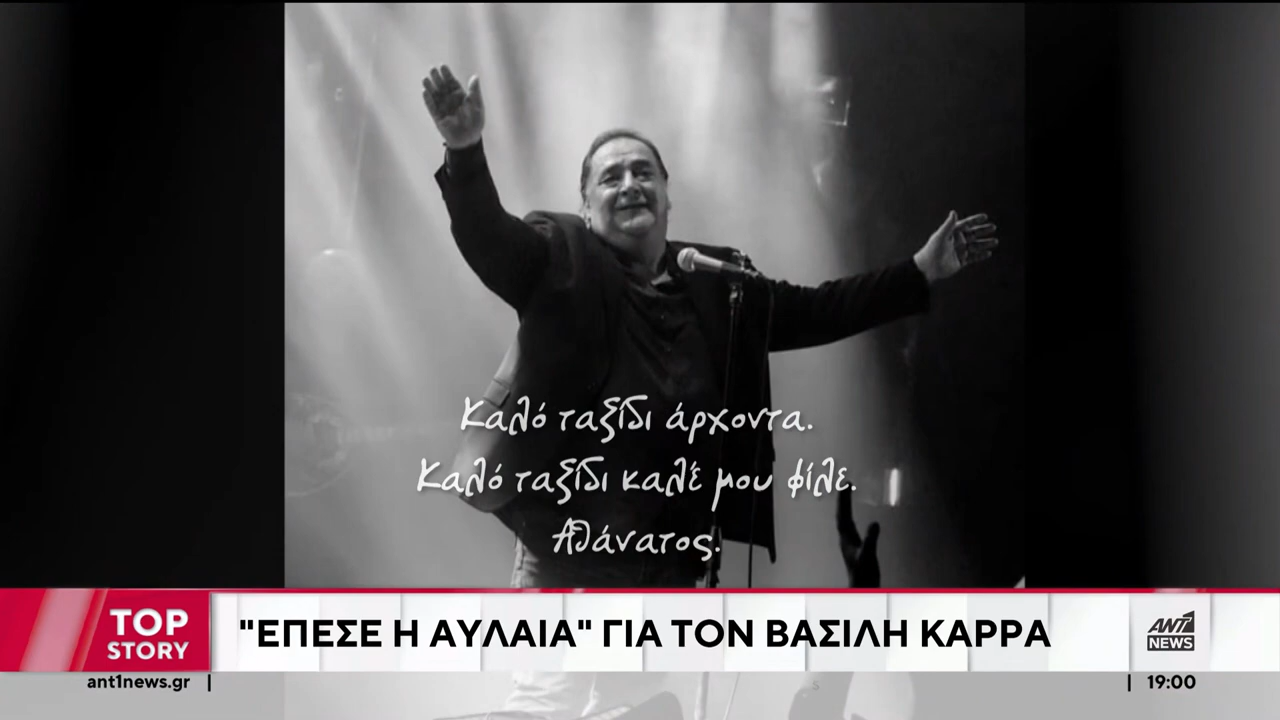 Καλό ταξίδι άρχοντα.
Καλό ταξίδι καλέ μου φίλε.
Αθάνατος.
TOP
STORY
"ΕΠΕΣΕ Η ΑΥΛΑΙΑ" ΓΙΑ ΤΟΝ ΒΑΣΙΛΗ ΚΑΡΡΑ
ANT1
NEWS
ant1news.gr |
| 19:00